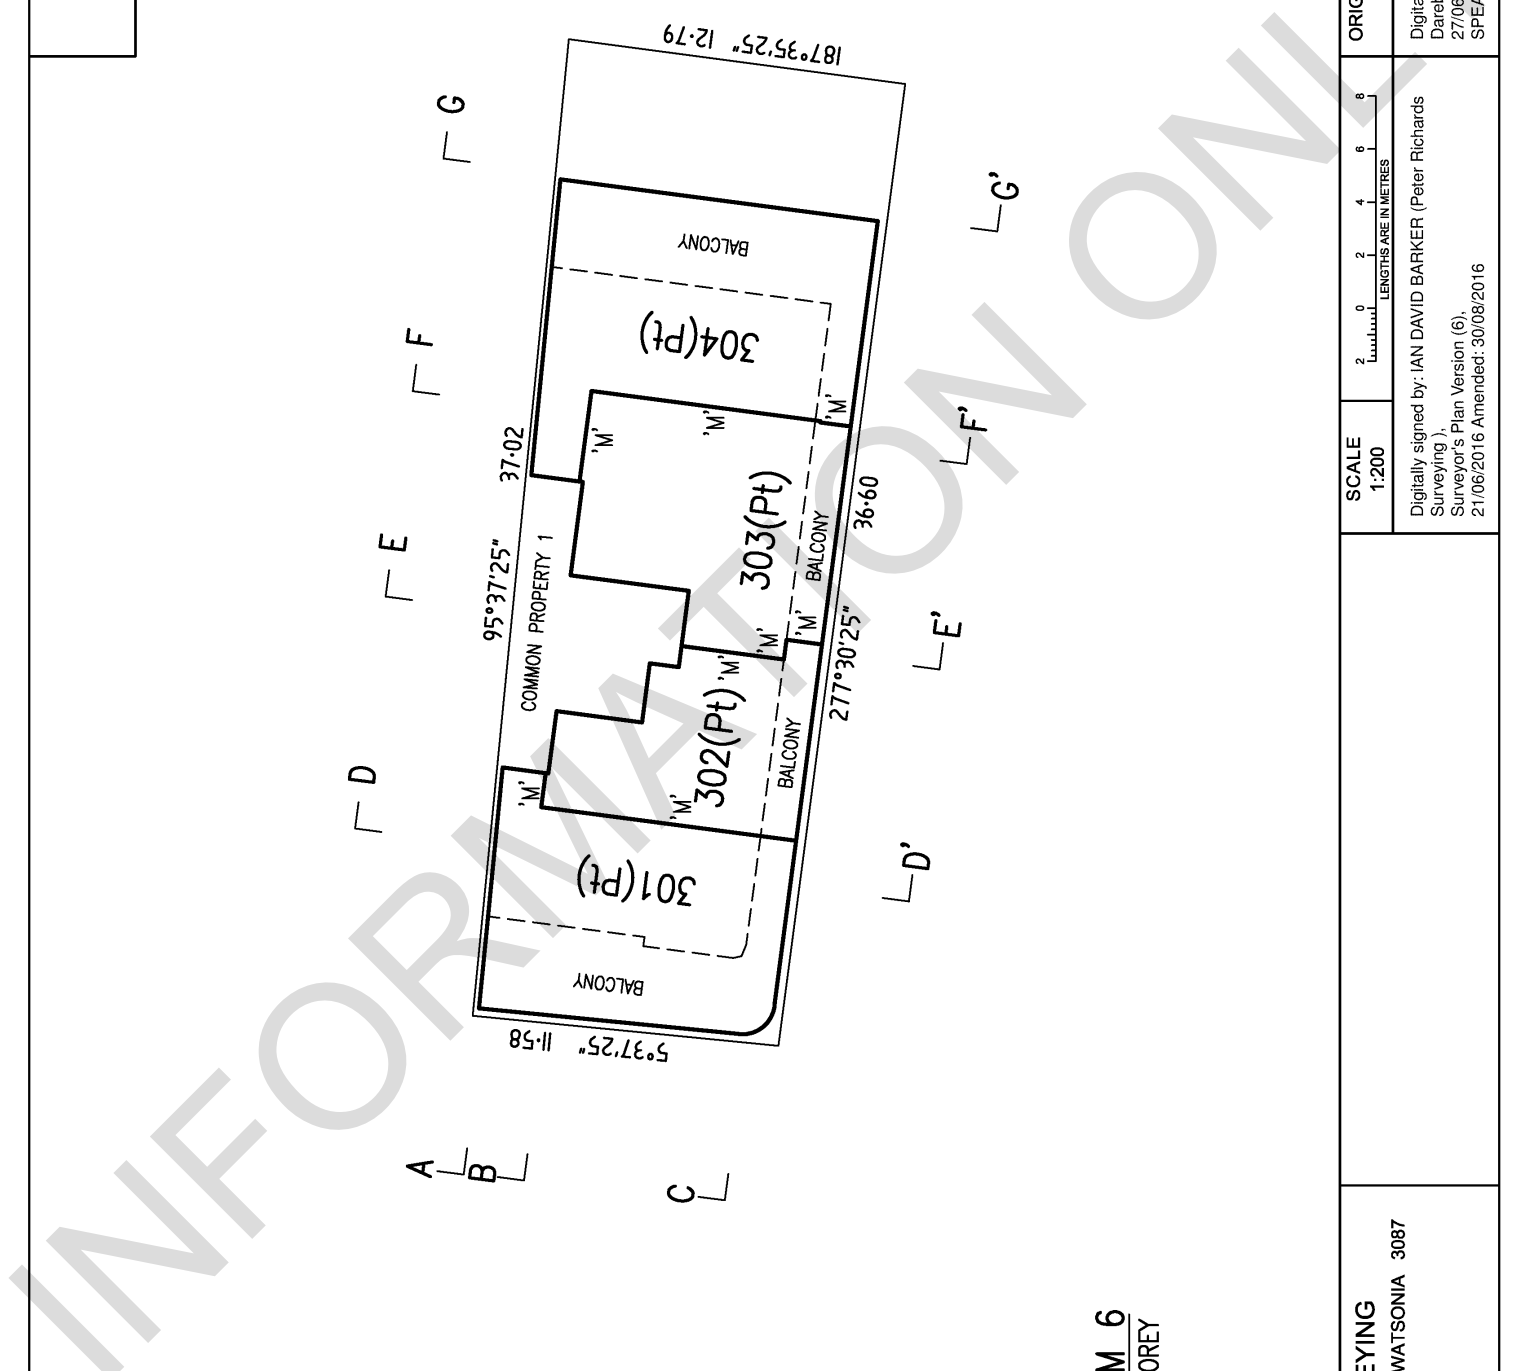 187°35'25" 12·79
G
G'
BALCONY
304(Pt)
'M'
'M'
'M'
F
F'
37·02
95°37'25"
COMMON PROPERTY 1
E
E'
303(Pt)
BALCONY
36·60
277°30'25"
'M'
'M'
'M'
302(Pt)
BALCONY
'M'
'M'
D
D'
301(Pt)
BALCONY
5°37'25" 11·58
A
B
C
M 6
OREY
INFORMATION ONL
ORIG
SCALE
1:200
2 0 2 4 6 8
LENGTHS ARE IN METRES
Digitally signed by: IAN DAVID BARKER (Peter Richards
Surveying ),
Surveyor's Plan Version (6),
21/06/2016 Amended: 30/08/2016
Digita
Dareb
27/06
SPEA
EYING
WATSONIA 3087